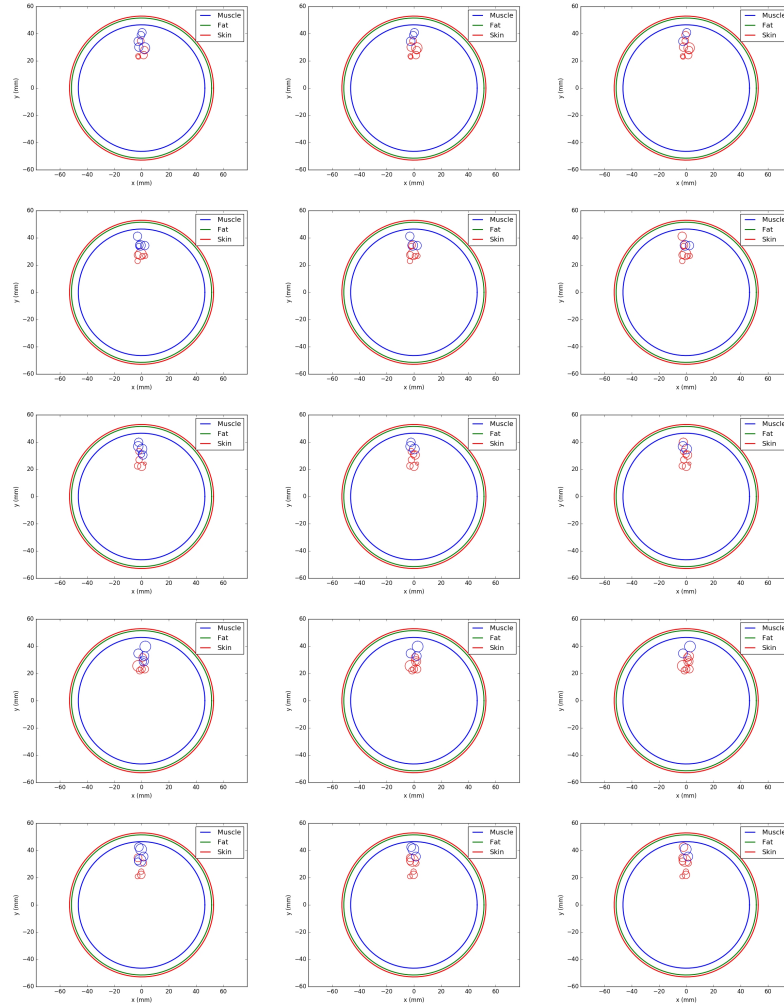 60 Muscle 60 Muscle 60 Muscle
Fat Fat Fat
40 Skin 40 Skin 40 Skin
20 20 20
y (mm) 0 y (mm) 0 y (mm) 0
−20 −20 −20
−40 −40 −40
−60 −60 −60
−60 −40 −20 0 20 40 60 −60 −40 −20 0 20 40 60 −60 −40 −20 0 20 40 60
x (mm) x (mm) x (mm)
60 Muscle 60 Muscle 60 Muscle
Fat Fat Fat
40 Skin 40 Skin 40 Skin
20 20 20
y (mm) 0 y (mm) 0 y (mm) 0
−20 −20 −20
−40 −40 −40
−60 −60 −60
−60 −40 −20 0 20 40 60 −60 −40 −20 0 20 40 60 −60 −40 −20 0 20 40 60
x (mm) x (mm) x (mm)
60 Muscle 60 Muscle 60 Muscle
Fat Fat Fat
40 Skin 40 Skin 40 Skin
20 20 20
y (mm) 0 y (mm) 0 y (mm) 0
−20 −20 −20
−40 −40 −40
−60 −60 −60
−60 −40 −20 0 20 40 60 −60 −40 −20 0 20 40 60 −60 −40 −20 0 20 40 60
x (mm) x (mm) x (mm)
60 Muscle 60 Muscle 60 Muscle
Fat Fat Fat
40 Skin 40 Skin 40 Skin
20 20 20
y (mm) 0 y (mm) 0 y (mm) 0
−20 −20 −20
−40 −40 −40
−60 −60 −60
−60 −40 −20 0 20 40 60 −60 −40 −20 0 20 40 60 −60 −40 −20 0 20 40 60
x (mm) x (mm) x (mm)
60 Muscle 60 Muscle 60 Muscle
Fat Fat Fat
40 Skin 40 Skin 40 Skin
20 20 20
y (mm) 0 y (mm) 0 y (mm) 0
−20 −20 −20
−40 −40 −40
−60 −60 −60
−60 −40 −20 0 20 40 60 −60 −40 −20 0 20 40 60 −60 −40 −20 0 20 40 60
x (mm) x (mm) x (mm)